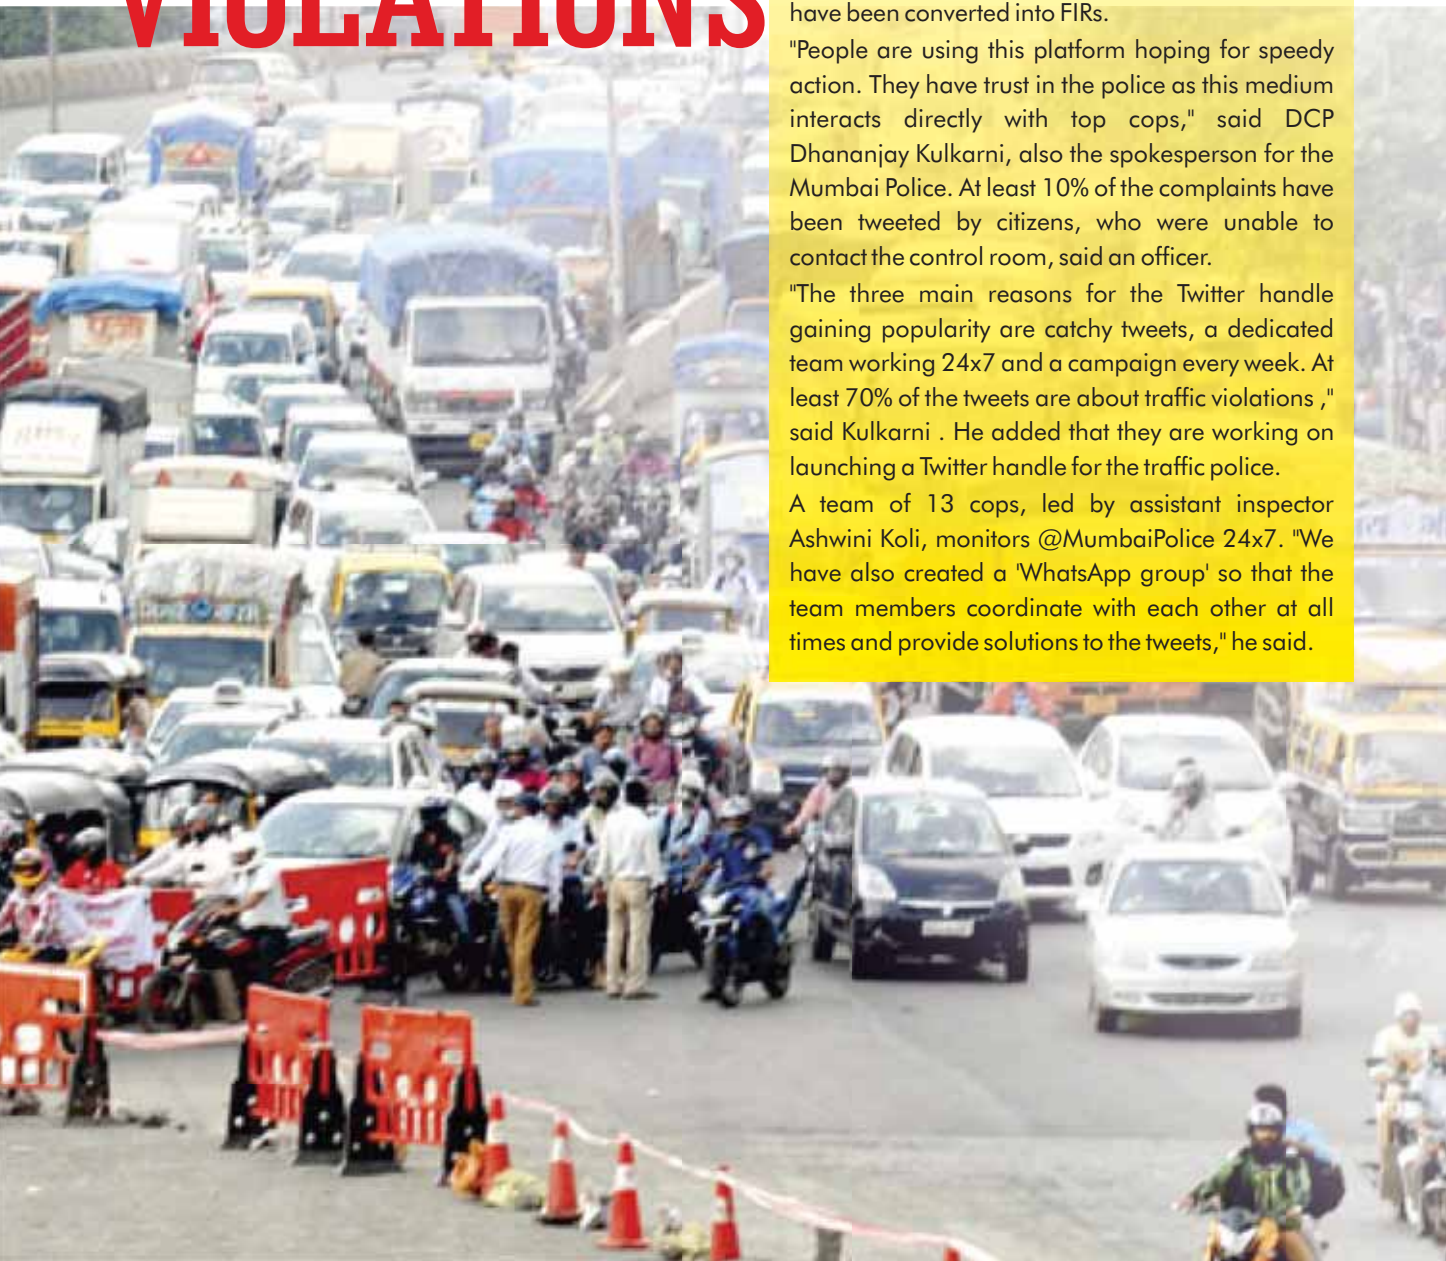 VIOLATIONS
have been converted into FIRs.
"People are using this platform hoping for speedy
action. They have trust in the police as this medium
interacts directly with top cops," said DCP
Dhananjay Kulkarni, also the spokesperson for the
Mumbai Police. At least 10% of the complaints have
been tweeted by citizens, who were unable to
contact the control room, said an officer.
"The three main reasons for the Twitter handle
gaining popularity are catchy tweets, a dedicated
team working 24x7 and a campaign every week. At
least 70% of the tweets are about traffic violations ,"
said Kulkarni . He added that they are working on
launching a Twitter handle for the traffic police.
A team of 13 cops, led by assistant inspector
Ashwini Koli, monitors @MumbaiPolice 24x7. "We
have also created a 'WhatsApp group' so that the
team members coordinate with each other at all
times and provide solutions to the tweets," he said.